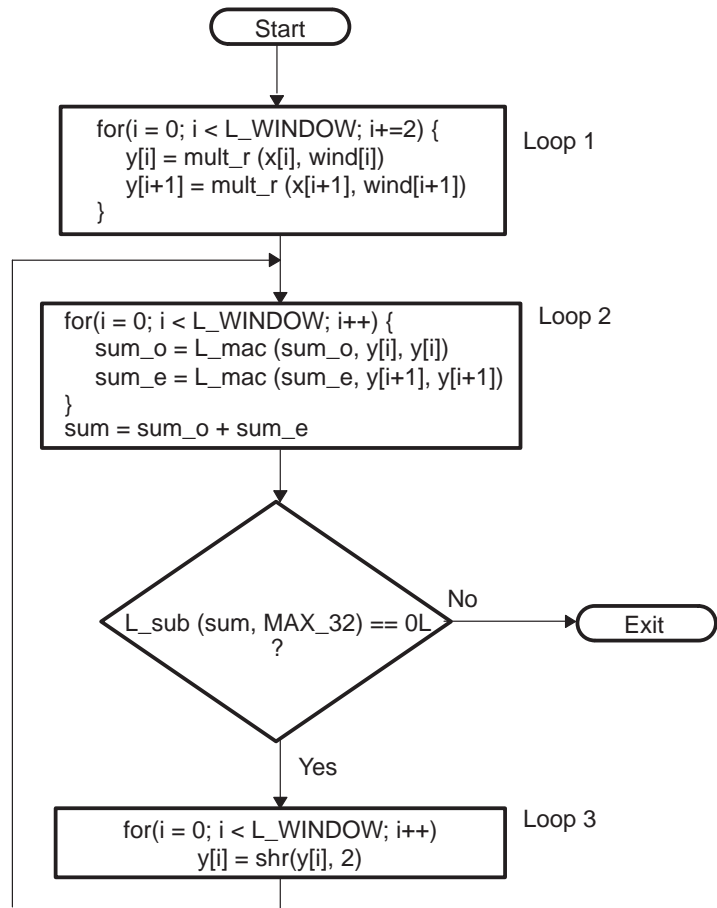 Start
for(i = 0; i < L_WINDOW; i+=2) {
y[i] = mult_r (x[i], wind[i])
y[i+1] = mult_r (x[i+1], wind[i+1])
}
Loop 1
for(i = 0; i < L_WINDOW; i++) {
sum_o = L_mac (sum_o, y[i], y[i])
sum_e = L_mac (sum_e, y[i+1], y[i+1])
}
sum = sum_o + sum_e
Loop 2
L_sub (sum, MAX_32) == 0L
?
No
Exit
Yes
for(i = 0; i < L_WINDOW; i++)
y[i] = shr(y[i], 2)
Loop 3